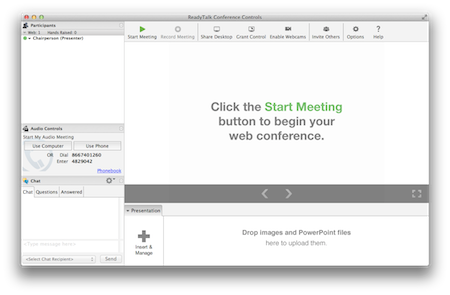 ReadyTalk Conference Controls
Participants
Web: 1 Hands Raised: 0
Chairperson (Presenter)
Start Meeting
Record Meeting
Share Desktop
Grant Control
Enable Webcams
Invite Others
Options
Help
Click the Start Meeting
button to begin your
web conference.
Audio Controls
Start My Audio Meeting
Use Computer
Use Phone
OR Dial 8667401260
Enter 4829042
Phonebook
Chat
Chat Questions Answered
<Type message here>
<Select Chat Recipients>
Send
Presentation
Insert &
Manage
Drop images and PowerPoint files
here to upload them